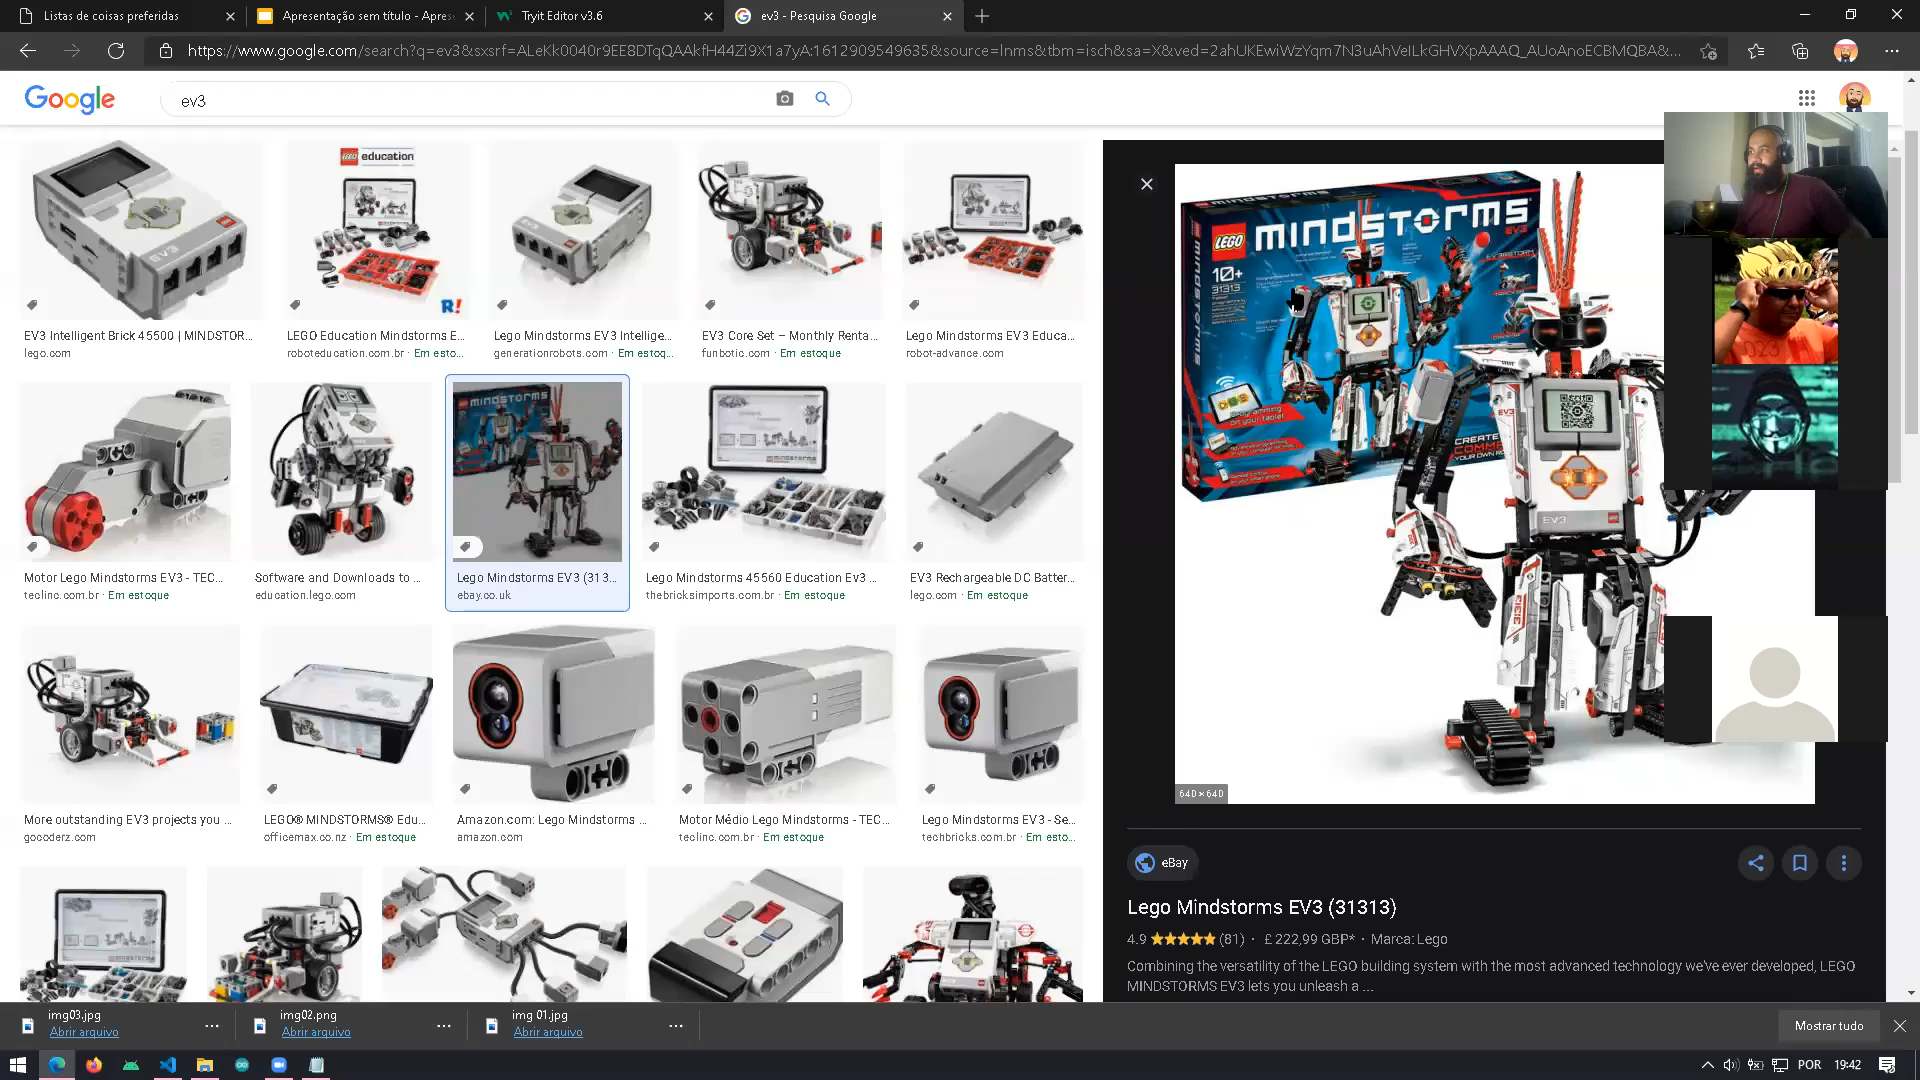 Listas de coisas preferidas
Apresentação sem título - Apres
Tryit Editor v3.6
ev3 - Pesquisa Google
https://www.google.com/search?q=ev3&sxsrf=ALeKk0040r9EE8DTqQAAkfH44Zi9X1a7yA:1612909549635&source=lnms&tbm=isch&sa=X&ved=2ahUKEwiWzYqm7N3uAhVeILkGHVXpAAAQ_AUoAnoECBMQBA&...
Google
ev3
LEGO education
R!
EV3
EV3 Intelligent Brick 45500 | MINDSTOR...
lego.com
LEGO Education Mindstorms E...
roboteducation.com.br · Em esto...
Lego Mindstorms EV3 Intellige...
generationrobots.com · Em estoq...
EV3 Core Set – Monthly Renta...
funbotic.com · Em estoque
Lego Mindstorms EV3 Educa...
robot-advance.com
LEGO
MINDSTORMS
10+
31313
EV3
LEGO
Motor Lego Mindstorms EV3 - TEC...
teclinc.com.br · Em estoque
Software and Downloads to ...
education.lego.com
Lego Mindstorms EV3 (313...
ebay.co.uk
Lego Mindstorms 45560 Education Ev3 ...
thebricksimports.com.br · Em estoque
EV3 Rechargeable DC Batter...
lego.com · Em estoque
More outstanding EV3 projects you ...
gocoderz.com
LEGO® MINDSTORMS® Edu...
officemax.co.nz · Em estoque
Amazon.com: Lego Mindstorms ...
amazon.com
Motor Médio Lego Mindstorms - TEC...
teclinc.com.br · Em estoque
Lego Mindstorms EV3 - Se...
techbricks.com.br · Em esto...
640×640
eBay
Lego Mindstorms EV3 (31313)
4.9 ★★★★★ (81) · £ 222,99 GBP* · Marca: Lego
Combining the versatility of the LEGO building system with the most advanced technology we've ever developed, LEGO
MINDSTORMS EV3 lets you unleash a ...
img03.jpg
Abrir arquivo
img02.png
Abrir arquivo
img 01.jpg
Abrir arquivo
Mostrar tudo
POR
19:42